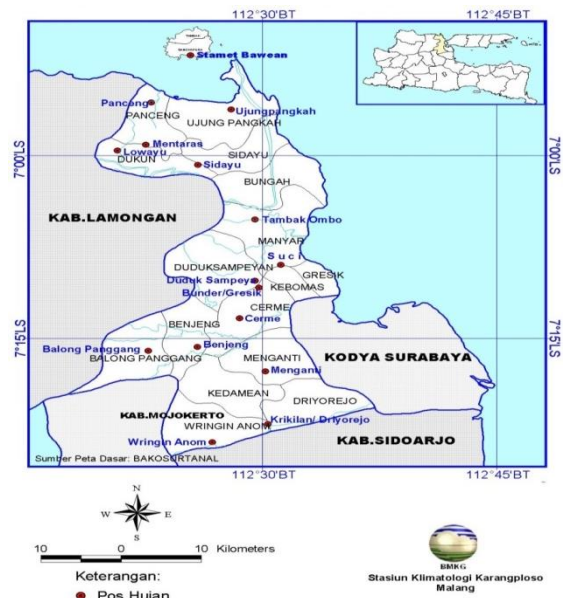 112°30'BT 112°45'BT
Stamet Bawean
Panceng
PANCENG
Ujungpangkah
UJUNG PANGKAH
7°00'LS 7°00'LS
Mentaras
Lowayu
DUKUN
SIDAYU
Sidayu
BUNGAH
KAB.LAMONGAN
Tambak Ombo
MANYAR
Suci
DUDUKSAMPEYAN
GRESIK
Duduk Sampeya
KEBOMAS
Bunder/Gresik
CERME
Cerme
BENJENG
7°15'LS 7°15'LS
Balong Panggang
Benjeng
BALONG PANGGANG
MENGANTI
KODYA SURABAYA
Menganti
KEDAMEAN
DRIYOREJO
KAB.MOJOKERTO
WRINGIN ANOM
Krikilan/ Driyorejo
Wringin Anom
KAB.SIDOARJO
Sumber Peta Dasar: BAKOSURTANAL
112°30'BT 112°45'BT
N
W E
S
10 0 10 Kilometers
Keterangan:
Pos Hujan
BMKG
Stasiun Klimatologi Karangploso
Malang